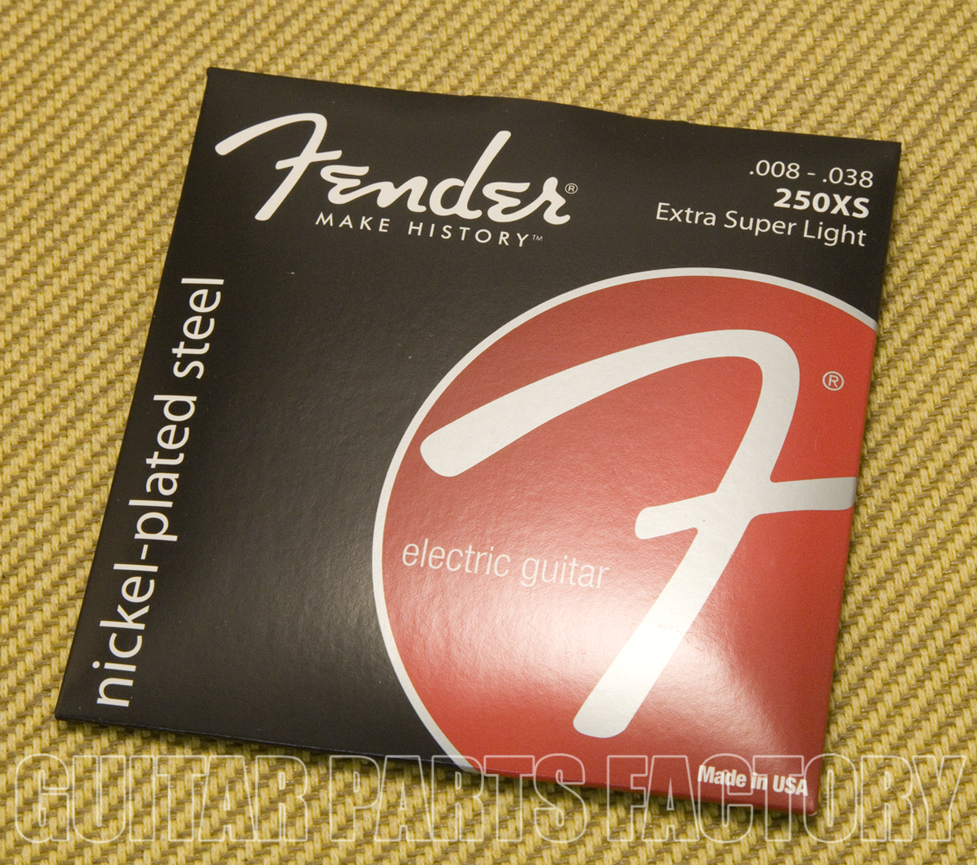 Fender®
MAKE HISTORY™
.008 - .038
250XS
Extra Super Light
nickel-plated steel
F®
electric guitar
Made in USA
GUITAR PARTS FACTORY